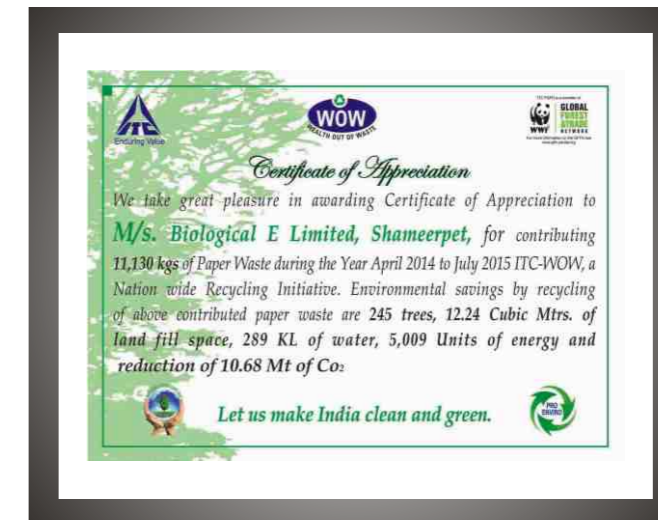 ITC
Enduring Value
WOW
WEALTH OUT OF WASTE
WWF
GLOBAL
FOREST
& TRADE
NETWORK
Certificate of Appreciation
We take great pleasure in awarding Certificate of Appreciation to
M/s. Biological E Limited, Shameerpet, for contributing
11,130 kgs of Paper Waste during the Year April 2014 to July 2015 ITC-WOW, a
Nation wide Recycling Initiative. Environmental savings by recycling
of above contributed paper waste are 245 trees, 12.24 Cubic Mtrs. of
land fill space, 289 KL of water, 5,009 Units of energy and
reduction of 10.68 Mt of Co₂
Let us make India clean and green.
PRO
ENVIRO